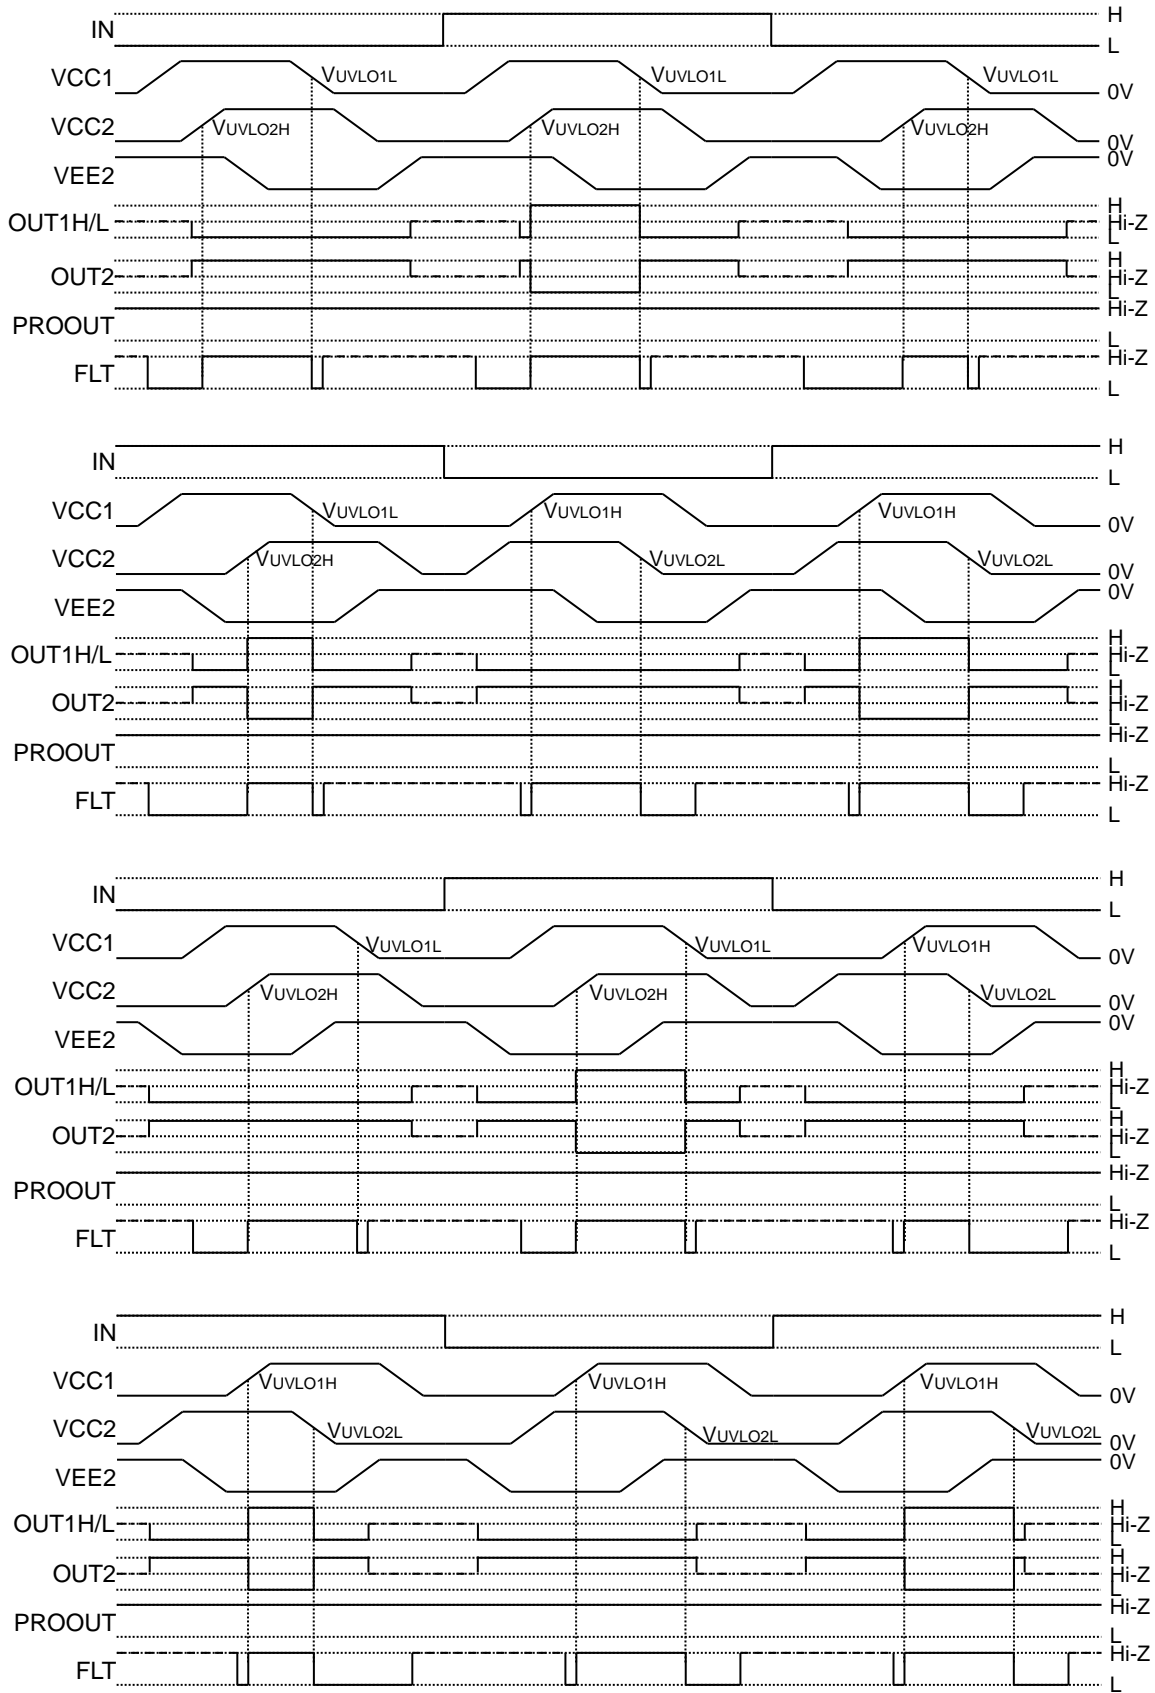 IN H
L
VCC1 VUVLO1L VUVLO1L VUVLO1L 0V
VCC2 VUVLO2H VUVLO2H VUVLO2H 0V
VEE2 0V
OUT1H/L H
Hi-Z
L
OUT2 H
Hi-Z
L
PROOUT Hi-Z
L
FLT Hi-Z
L
IN H
L
VCC1 VUVLO1L VUVLO1H VUVLO1H 0V
VCC2 VUVLO2H VUVLO2L VUVLO2L 0V
VEE2 0V
OUT1H/L H
Hi-Z
L
OUT2 H
Hi-Z
L
PROOUT Hi-Z
L
FLT Hi-Z
L
IN H
L
VCC1 VUVLO1L VUVLO1L VUVLO1H 0V
VCC2 VUVLO2H VUVLO2H VUVLO2L 0V
VEE2 0V
OUT1H/L H
Hi-Z
L
OUT2 H
Hi-Z
L
PROOUT Hi-Z
L
FLT Hi-Z
L
IN H
L
VCC1 VUVLO1H VUVLO1H VUVLO1H 0V
VCC2 VUVLO2L VUVLO2L VUVLO2L 0V
VEE2 0V
OUT1H/L H
Hi-Z
L
OUT2 H
Hi-Z
L
PROOUT Hi-Z
L
FLT Hi-Z
L